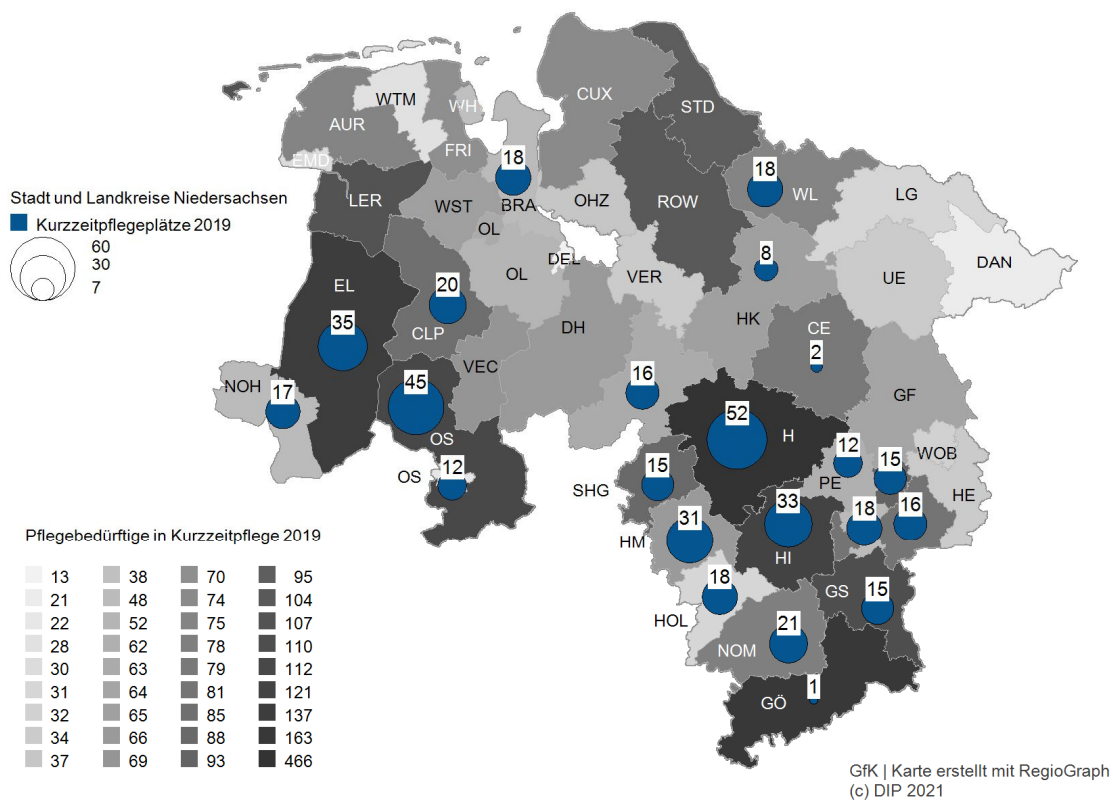 CUX
STD
WTM
WH
AUR
FRI
EMD
18
18
WL
LG
Stadt und Landkreise Niedersachsen
Kurzzeitpflegeplätze 2019
60
30
7
LER
WST
BRA
OHZ
ROW
OL
DEL
8
DAN
OL
VER
UE
EL
20
CLP
35
DH
HK
CE
2
VEC
NOH
17
45
16
GF
OS
52
H
OS
12
12
15
WOB
PE
HE
SHG
15
33
18
16
HM
31
HI
18
GS
15
HOL
21
NOM
GÖ
1
Pflegebedürftige in Kurzzeitpflege 2019
13 38 70 95
21 48 74 104
22 52 75 107
28 62 78 110
30 63 79 112
31 64 81 121
32 65 85 137
34 66 88 163
37 69 93 466
GfK | Karte erstellt mit RegioGraph
(c) DIP 2021